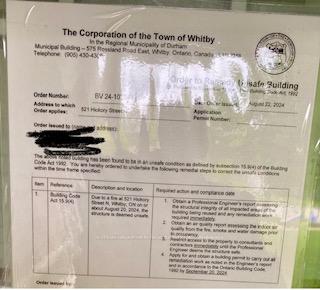 The Corporation of the Town of Whitby
In the Regional Municipality of Durham
Municipal Building – 575 Rossland Road East, Whitby, Ontario, Canada
Telephone: (905) 430-430
Order to Unsafe Building
Building Code Act, 1992
Order Number: BV 24-10
Date Order Issued: August 22, 2024
Address to which
Order applies: 521 Hickory Street
Application
Permit Number:
Order issued to address:
The above noted building has been found to be in an unsafe condition as defined by subsection 15.9(4) of the Building
Code Act 1992. You are hereby ordered to undertake the following remedial steps to correct the unsafe conditions
within the time frame specified:
Item Reference Description and location Required action and compliance date
1 Building Code
Act 15.9(4)
Due to a fire at 521 Hickory
Street N, Whitby, ON on or
about August 20, 2024, the
structure is deemed unsafe.
1. Obtain a Professional Engineer's report assessing
the structural integrity of all impacted areas of the
building being reused and any remediation work
required immediately.
2. Obtain an air quality report assessing the indoor air
quality from the fire, smoke and water damage prior
to occupancy.
3. Restrict access to the property to consultants and
contractors immediately until the Professional
Engineer deems the structure safe.
4. Apply for and obtain a building permit to carry out all
remediation work as noted in the Engineer's report
and in accordance to the Ontario Building Code,
1992 by September 20, 2024.
Order issued by: